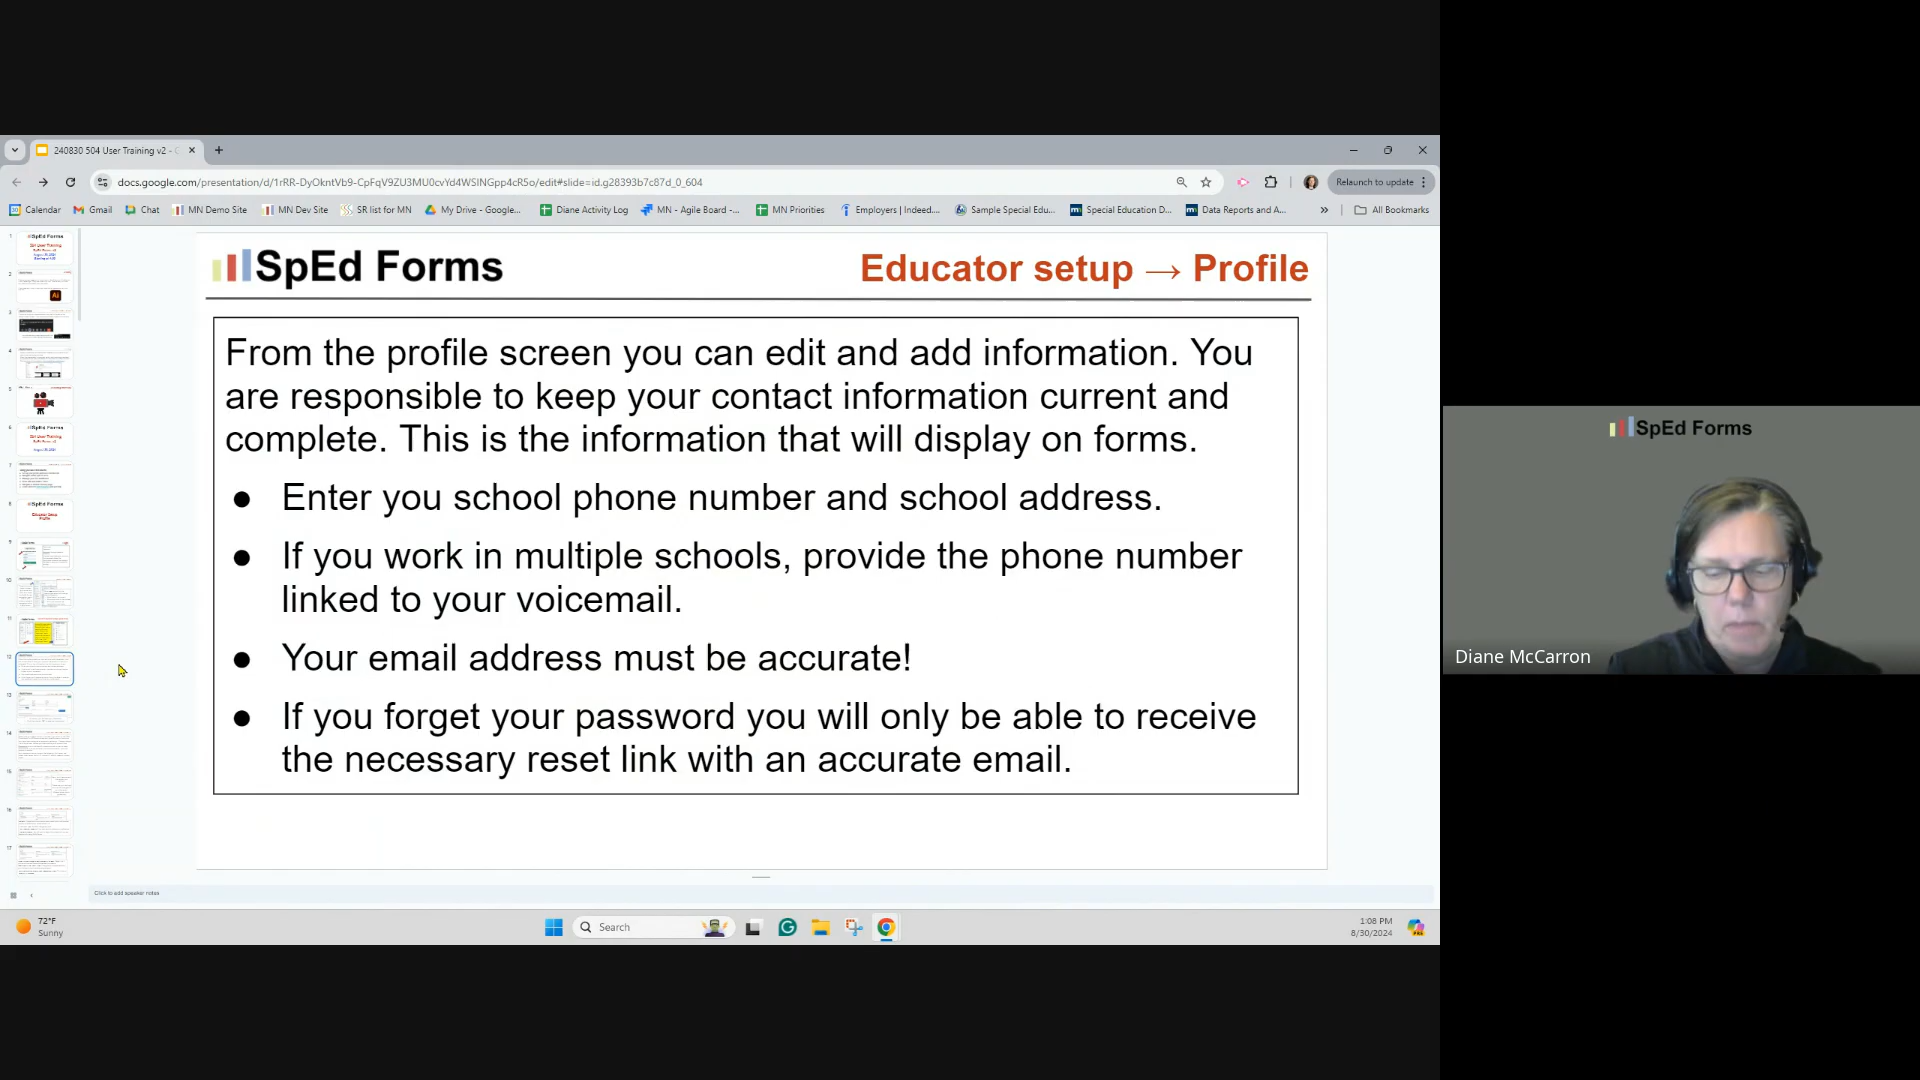 240830 504 User Training v2 -
docs.google.com/presentation/d/1rRR-DyOkntVb9-CpFqV9ZU3MU0cvYd4WSlNGpp4cR5o/edit#slide=id.g28393b7c87d_0_604
Relaunch to update
Calendar Gmail Chat MN Demo Site MN Dev Site SR list for MN My Drive - Google... Diane Activity Log MN - Agile Board -... MN Priorities Employers | Indeed.... Sample Special Edu... Special Education D... Data Reports and A... » All Bookmarks
SpEd Forms
Educator setup → Profile
From the profile screen you can edit and add information. You
are responsible to keep your contact information current and
complete. This is the information that will display on forms.
● Enter you school phone number and school address.
● If you work in multiple schools, provide the phone number
linked to your voicemail.
● Your email address must be accurate!
● If you forget your password you will only be able to receive
the necessary reset link with an accurate email.
Click to add speaker notes
72°F
Sunny
Search
1:08 PM
8/30/2024
SpEd Forms
Diane McCarron